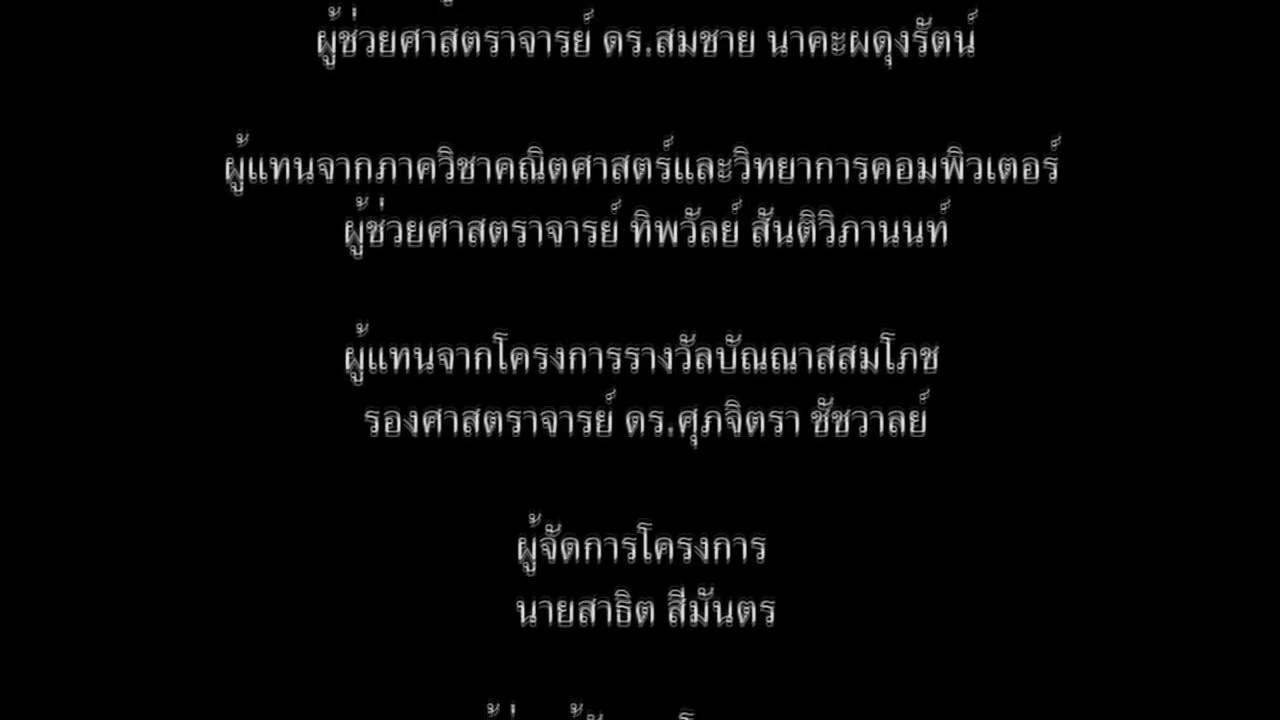 ผู้ช่วยศาสตราจารย์ ดร.สมชาย นาคะผดุงรัตน์
ผู้แทนจากภาควิชาคณิตศาสตร์และวิทยาการคอมพิวเตอร์
ผู้ช่วยศาสตราจารย์ ทิพวัลย์ สันติวิภานนท์
ผู้แทนจากโครงการรางวัลบัณณาสสมโภช
รองศาสตราจารย์ ดร.ศุภจิตรา ชัชวาลย์
ผู้จัดการโครงการ
นายสาธิต สีมันตร